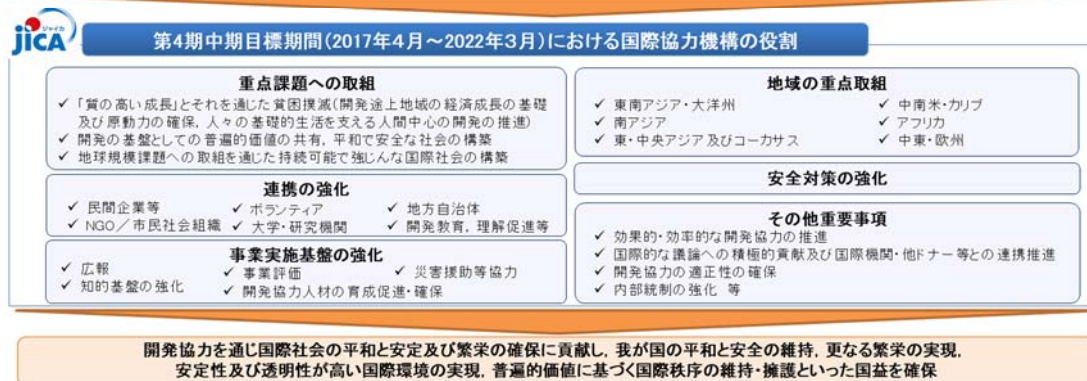 ジャイカ
JICA
第4期中期目標期間(2017年4月～2022年3月)における国際協力機構の役割
重点課題への取組
✓ 「質の高い成長」とそれを通じた貧困撲滅(開発途上地域の経済成長の基礎
及び原動力の確保, 人々の基礎的生活を支える人間中心の開発の推進)
✓ 開発の基盤としての普遍的価値の共有, 平和で安全な社会の構築
✓ 地球規模課題への取組を通じた持続可能で強じんな国際社会の構築
連携の強化
✓ 民間企業等 ✓ ボランティア ✓ 地方自治体
✓ NGO／市民社会組織 ✓ 大学・研究機関 ✓ 開発教育, 理解促進等
事業実施基盤の強化
✓ 広報 ✓ 事業評価 ✓ 災害援助等協力
✓ 知的基盤の強化 ✓ 開発協力人材の育成促進・確保
地域の重点取組
✓ 東南アジア・大洋州 ✓ 中南米・カリブ
✓ 南アジア ✓ アフリカ
✓ 東・中央アジア及びコーカサス ✓ 中東・欧州
安全対策の強化
その他重要事項
✓ 効果的・効率的な開発協力の推進
✓ 国際的な議論への積極的貢献及び国際機関・他ドナー等との連携推進
✓ 開発協力の適正性の確保
✓ 内部統制の強化 等
開発協力を通じ国際社会の平和と安定及び繁栄の確保に貢献し, 我が国の平和と安全の維持, 更なる繁栄の実現,
安定性及び透明性が高い国際環境の実現, 普遍的価値に基づく国際秩序の維持・擁護といった国益を確保